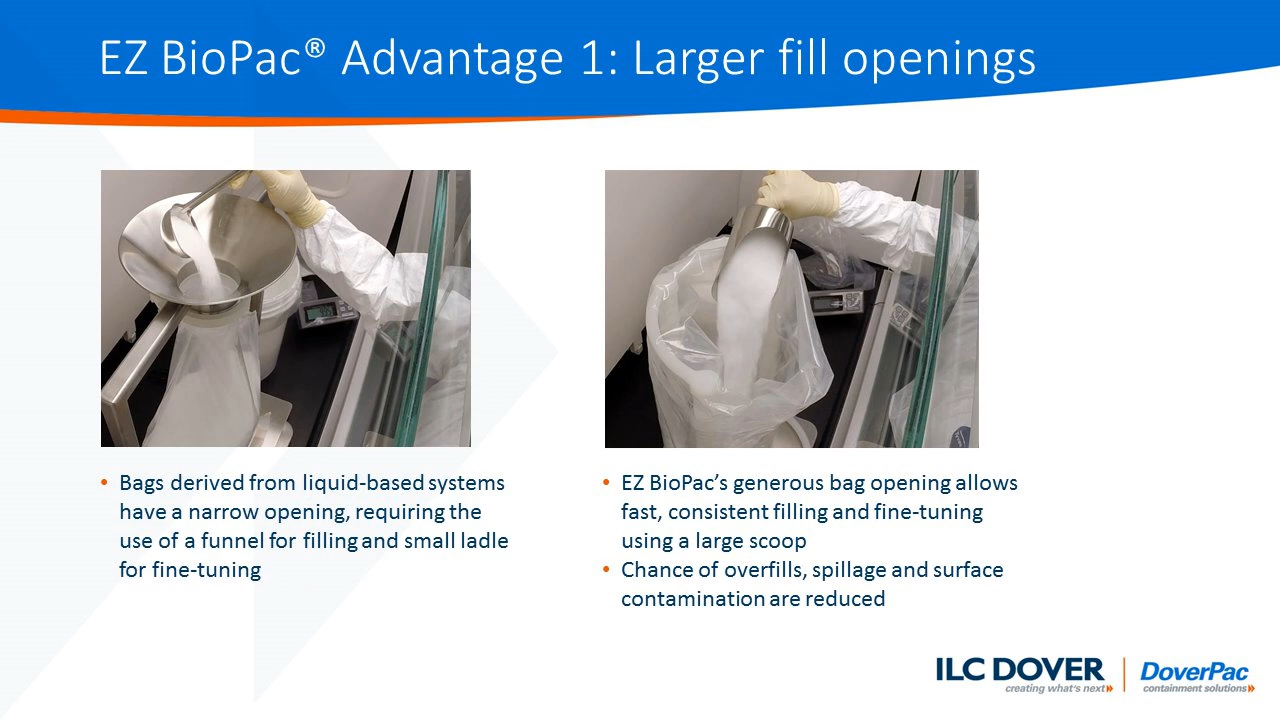 EZ BioPac® Advantage 1: Larger fill openings
• Bags derived from liquid-based systems
have a narrow opening, requiring the
use of a funnel for filling and small ladle
for fine-tuning
• EZ BioPac’s generous bag opening allows
fast, consistent filling and fine-tuning
using a large scoop
• Chance of overfills, spillage and surface
contamination are reduced
ILC DOVER
creating what's next
DoverPac
containment solutions